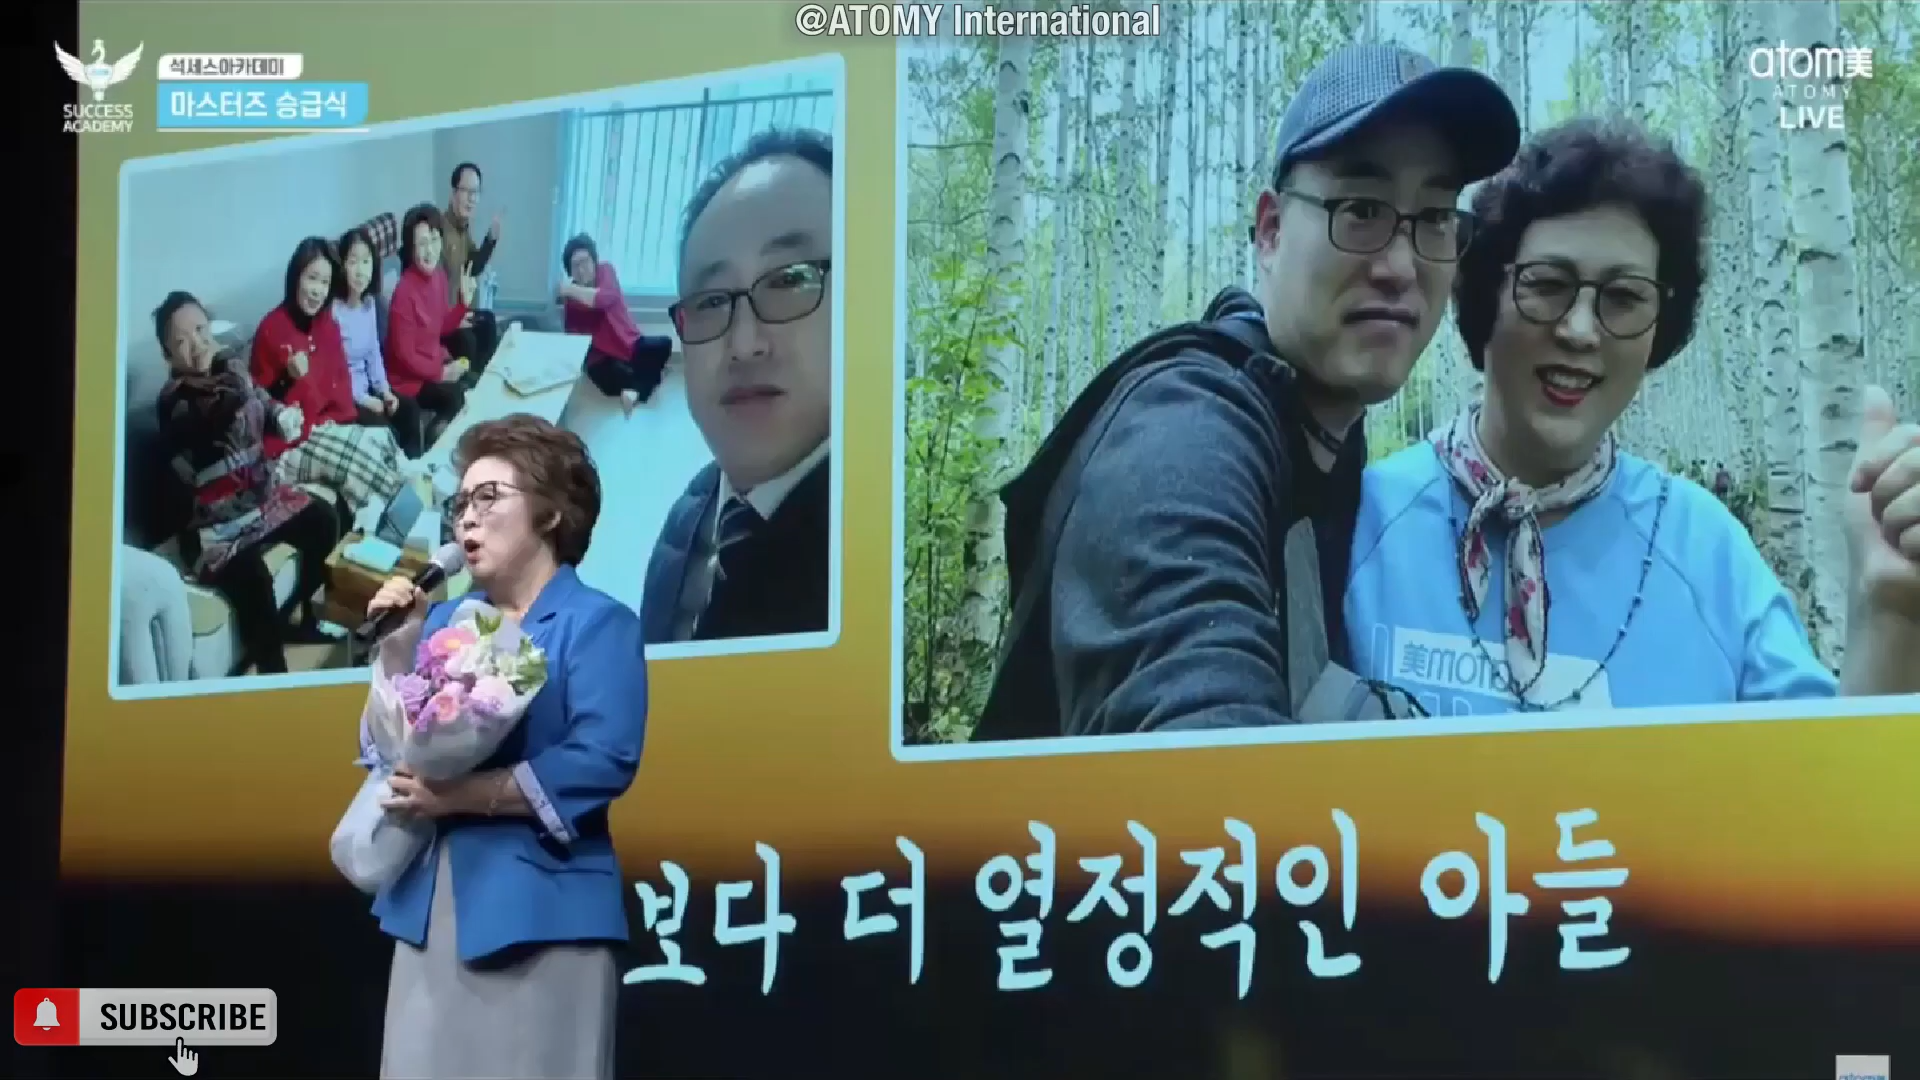 @ATOMY International
SUCCESS
ACADEMY
석세스아카데미
마스터즈 승급식
atom美
ATOMY
LIVE
美moto
보다 더 열정적인 아들
SUBSCRIBE